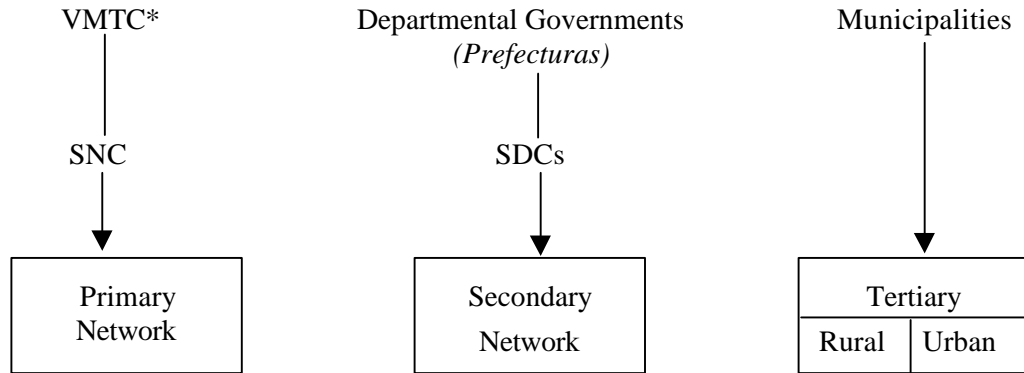 VMTC*
Departmental Governments
(Prefecturas)
Municipalities
SNC
SDCs
Primary
Network
Secondary
Network
Tertiary
Rural
Urban